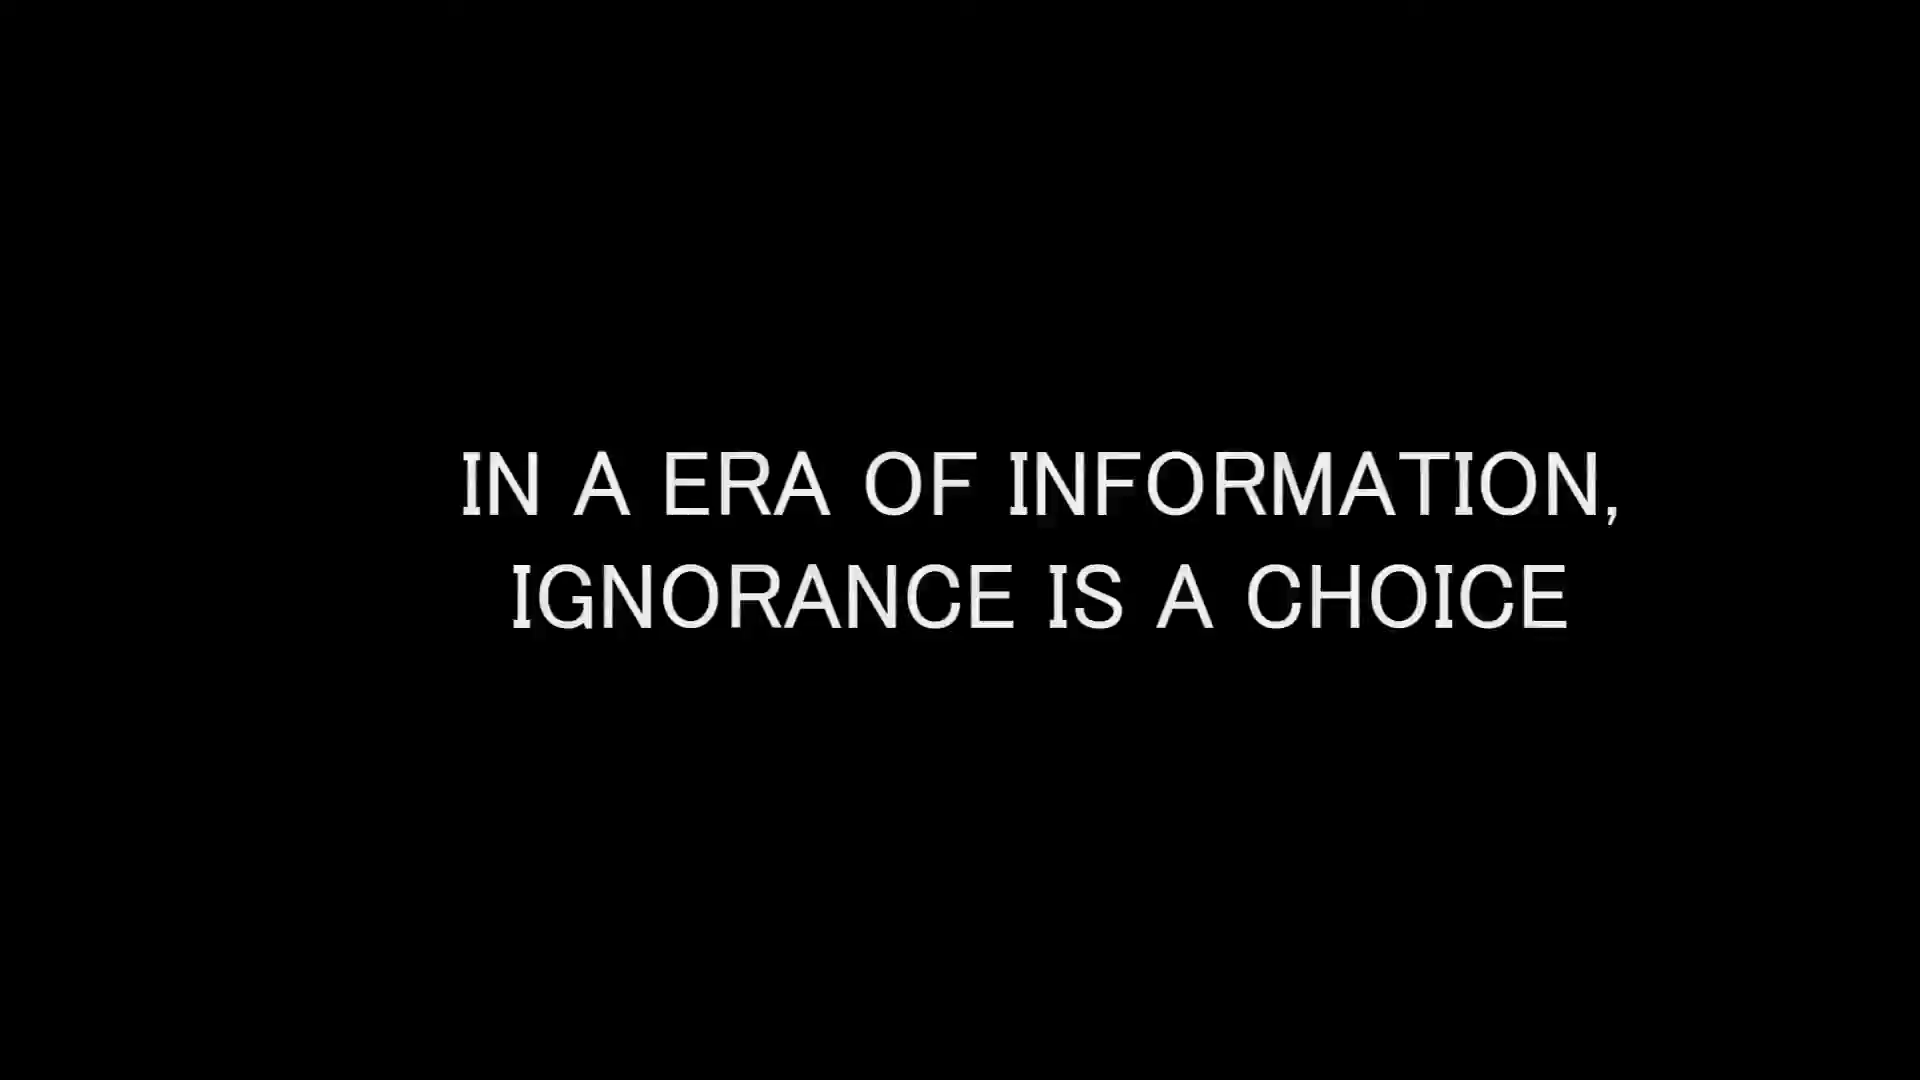 IN A ERA OF INFORMATION,
IGNORANCE IS A CHOICE